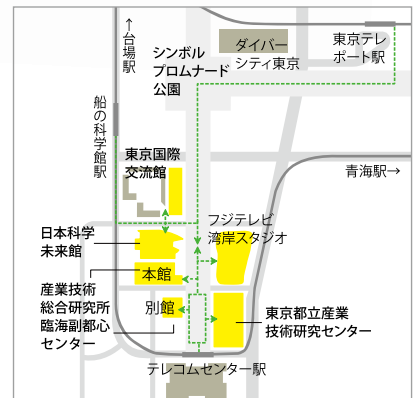 ↑台場駅
シンボル
プロムナード
公園
ダイバー
シティ東京
東京テレ
ポート駅
船の科学館駅
東京国際
交流館
青海駅→
日本科学
未来館
フジテレビ
湾岸スタジオ
本館
産業技術
総合研究所
臨海副都心
センター
別館
東京都立産業
技術研究センター
テレコムセンター駅